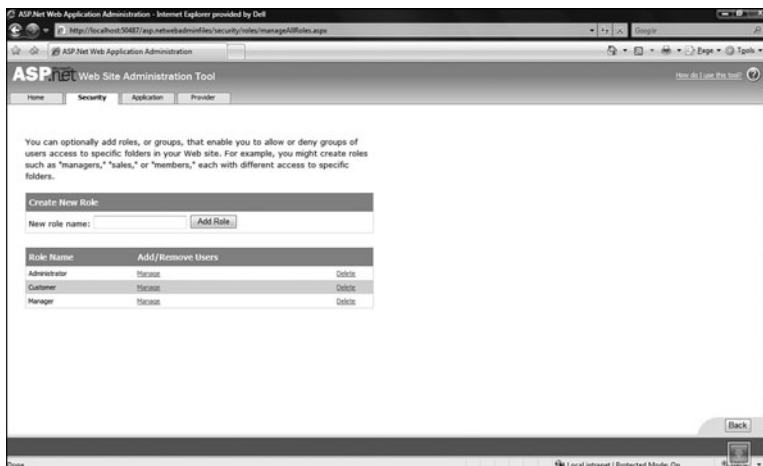 ASP.Net Web Application Administration - Internet Explorer provided by Dell
http://localhost:50487/asp.netwebadminfiles/security/roles/manageAllRoles.aspx
Google
ASP.Net Web Application Administration
Page Tools
ASP.net Web Site Administration Tool
How do I use this tool? ?
Home Security Application Provider
You can optionally add roles, or groups, that enable you to allow or deny groups of
users access to specific folders in your Web site. For example, you might create roles
such as "managers," "sales," or "members," each with different access to specific
folders.
Create New Role
New role name: Add Role
Role Name Add/Remove Users
Administrator Manage Delete
Customer Manage Delete
Manager Manage Delete
Back
Done Local intranet | Protected Mode: On